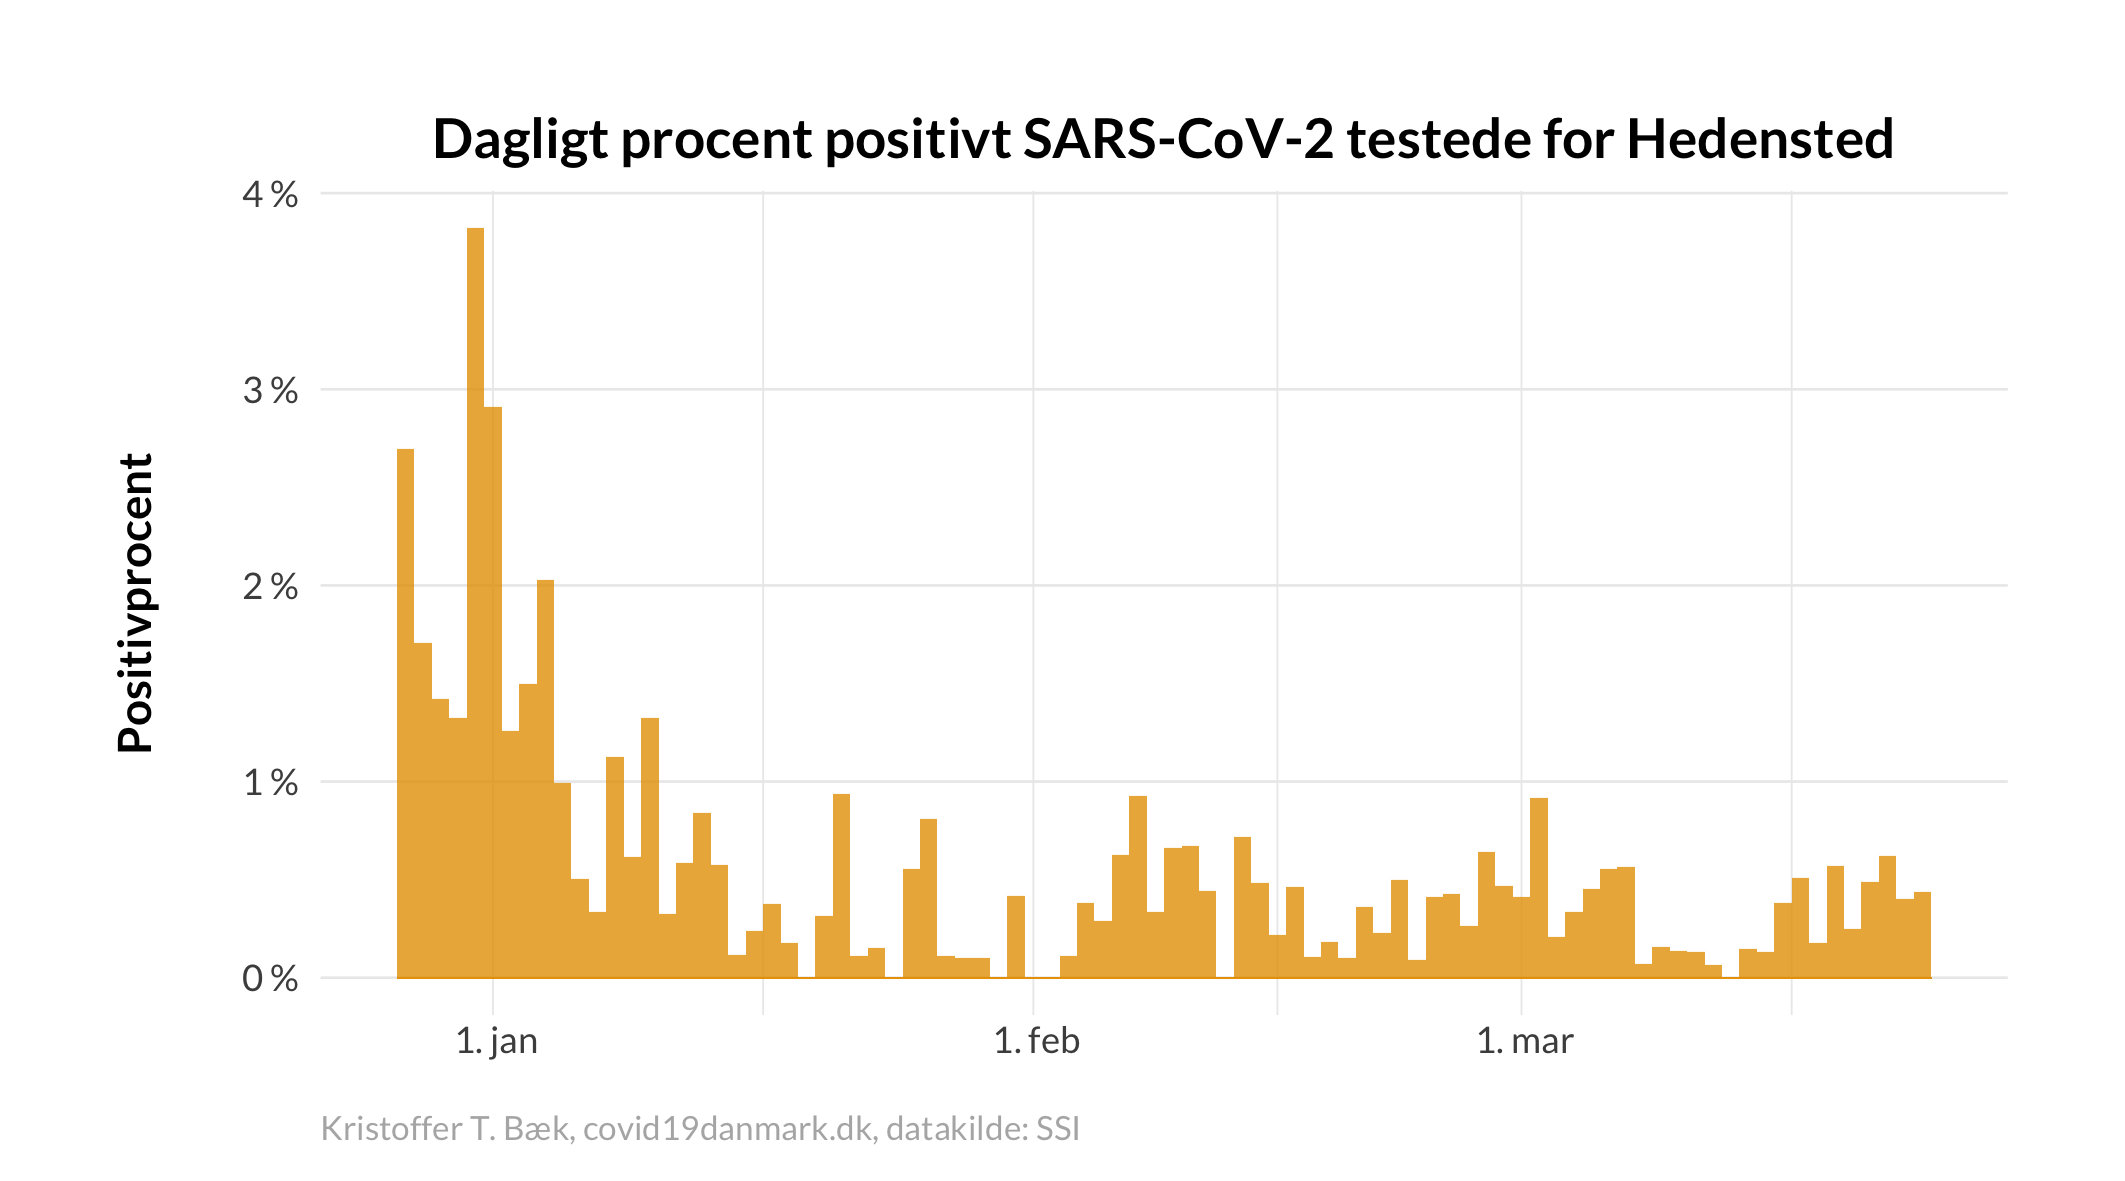 Dagligt procent positivt SARS-CoV-2 testede for Hedensted
4 %
3 %
2 %
1 %
0 %
Positivprocent
1. jan
1. feb
1. mar
Kristoffer T. Bæk, covid19danmark.dk, datakilde: SSI